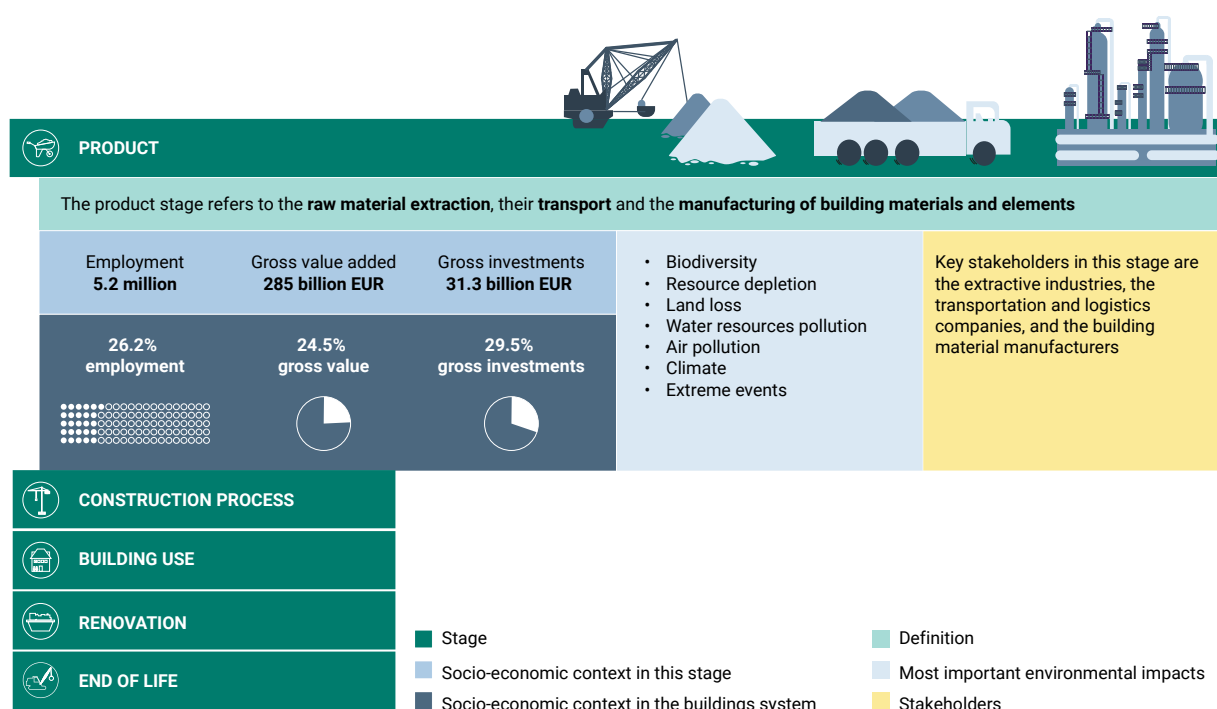 PRODUCT
The product stage refers to the raw material extraction, their transport and the manufacturing of building materials and elements
Employment
5.2 million
Gross value added
285 billion EUR
Gross investments
31.3 billion EUR
26.2%
employment
24.5%
gross value
29.5%
gross investments
• Biodiversity
• Resource depletion
• Land loss
• Water resources pollution
• Air pollution
• Climate
• Extreme events
Key stakeholders in this stage are
the extractive industries, the
transportation and logistics
companies, and the building
material manufacturers
CONSTRUCTION PROCESS
BUILDING USE
RENOVATION
END OF LIFE
Stage
Socio-economic context in this stage
Socio-economic context in the buildings system
Definition
Most important environmental impacts
Stakeholders